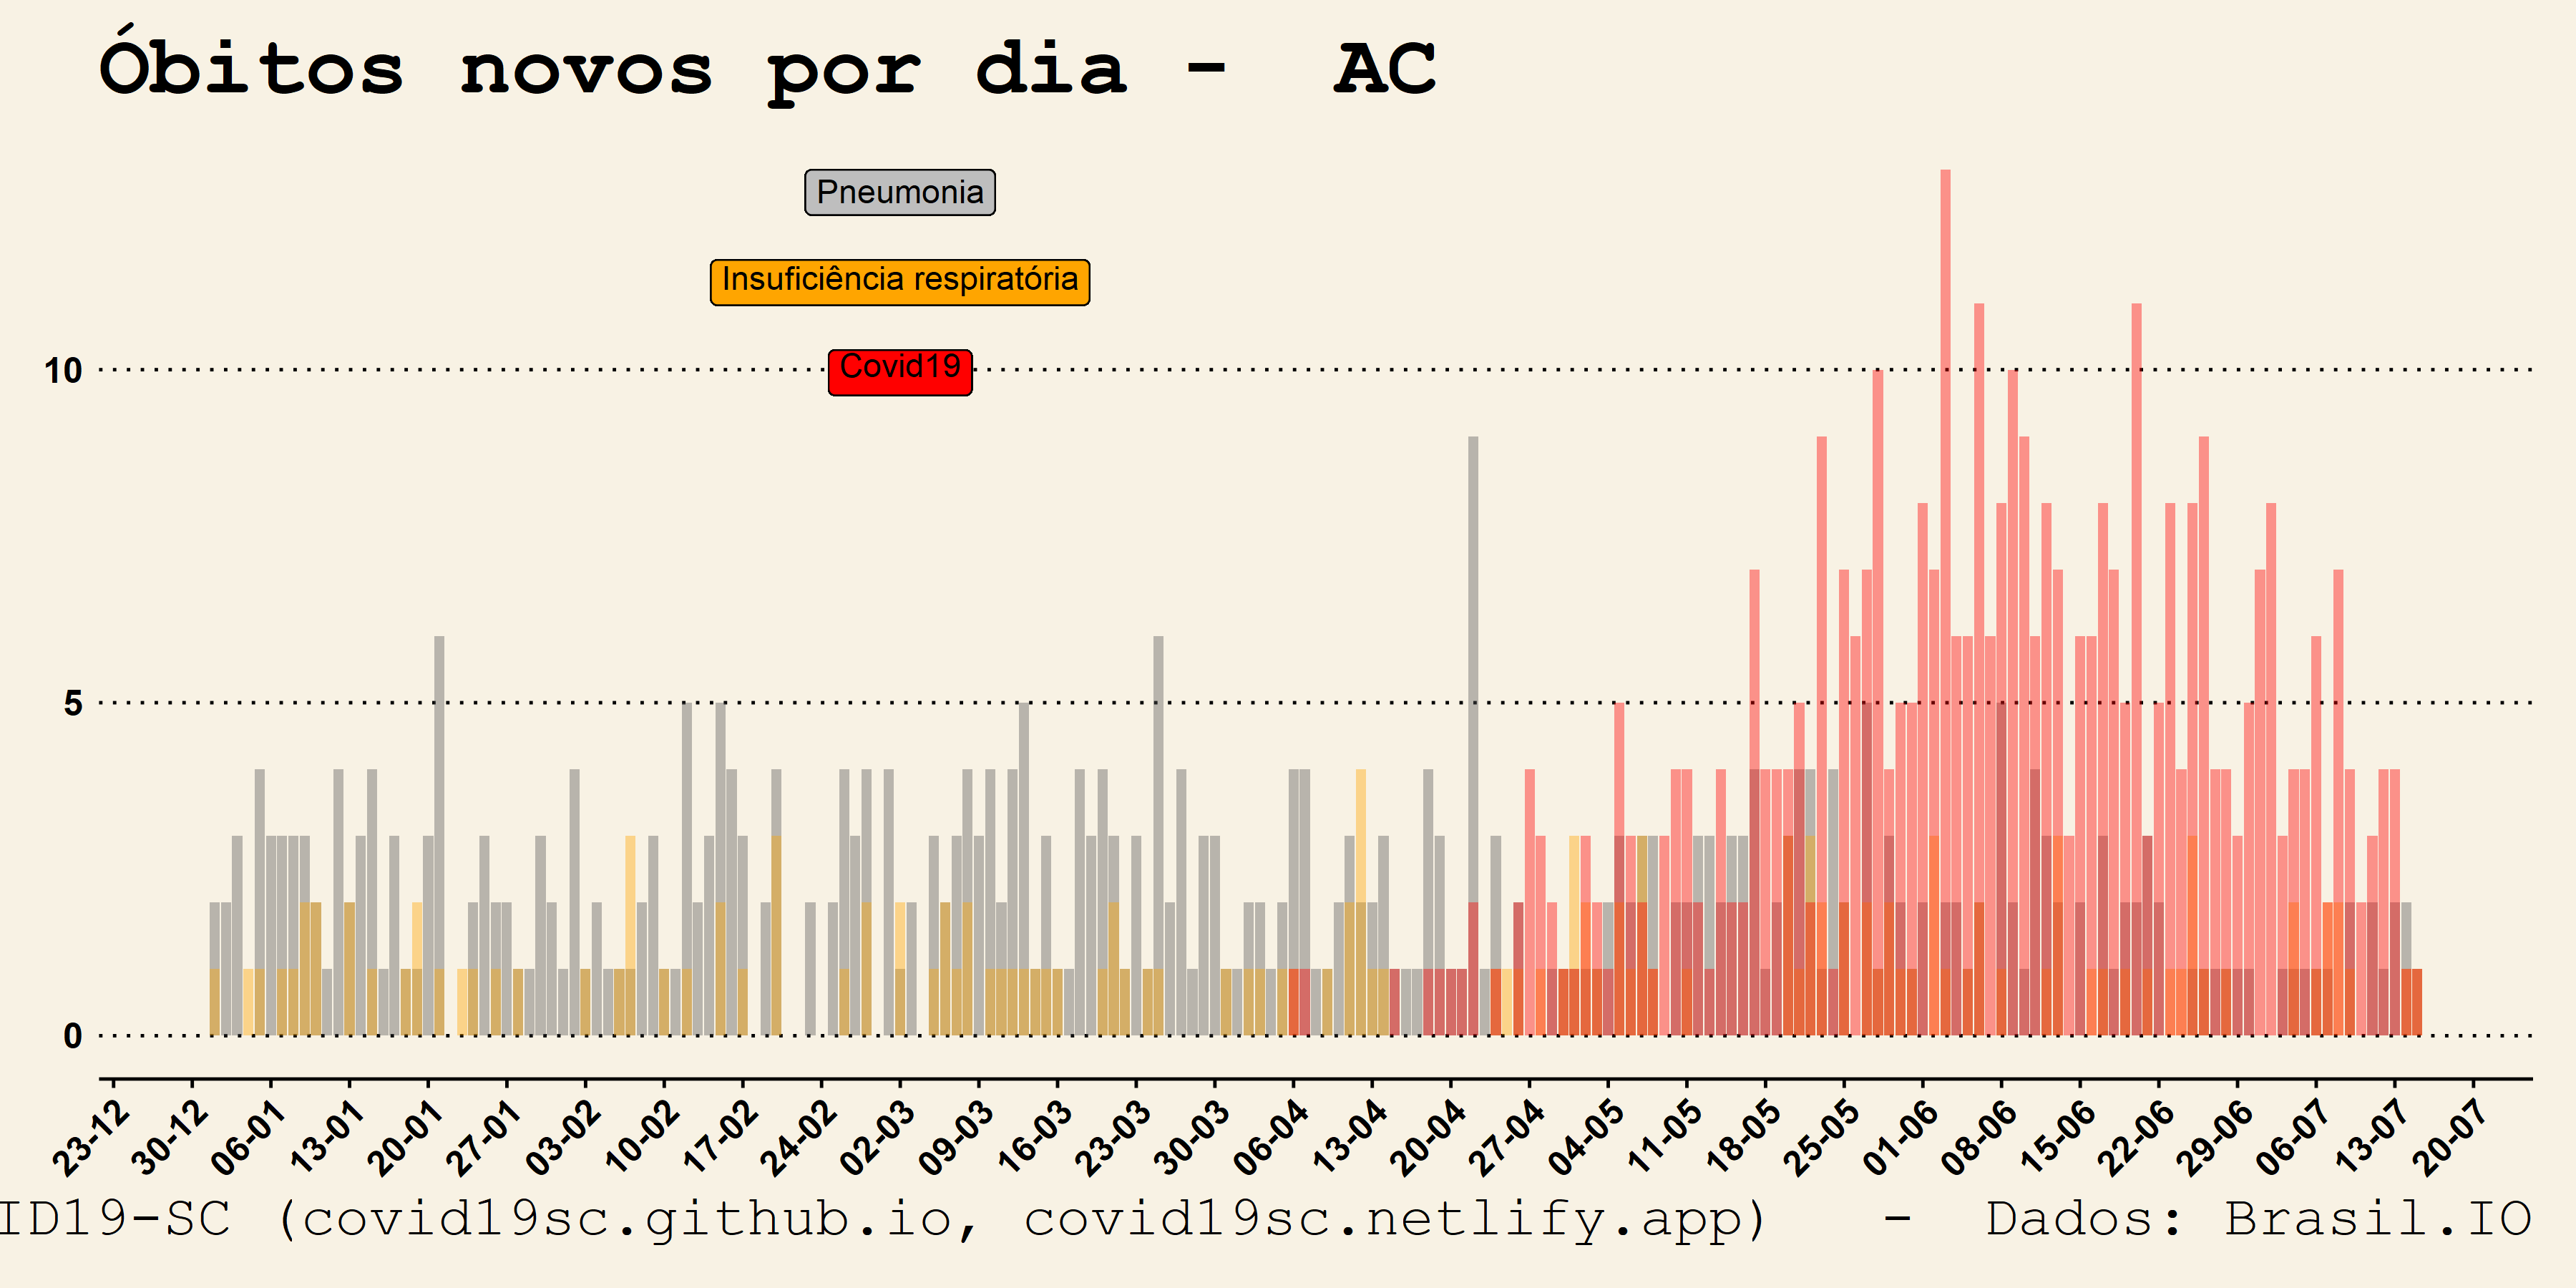 Óbitos novos por dia - AC
Pneumonia
Insuficiência respiratória
Covid19
10
5
0
23-12 30-12 06-01 13-01 20-01 27-01 03-02 10-02 17-02 24-02 02-03 09-03 16-03 23-03 30-03 06-04 13-04 20-04 27-04 04-05 11-05 18-05 25-05 01-06 08-06 15-06 22-06 29-06 06-07 13-07 20-07
ID19-SC (covid19sc.github.io, covid19sc.netlify.app) - Dados: Brasil.IO